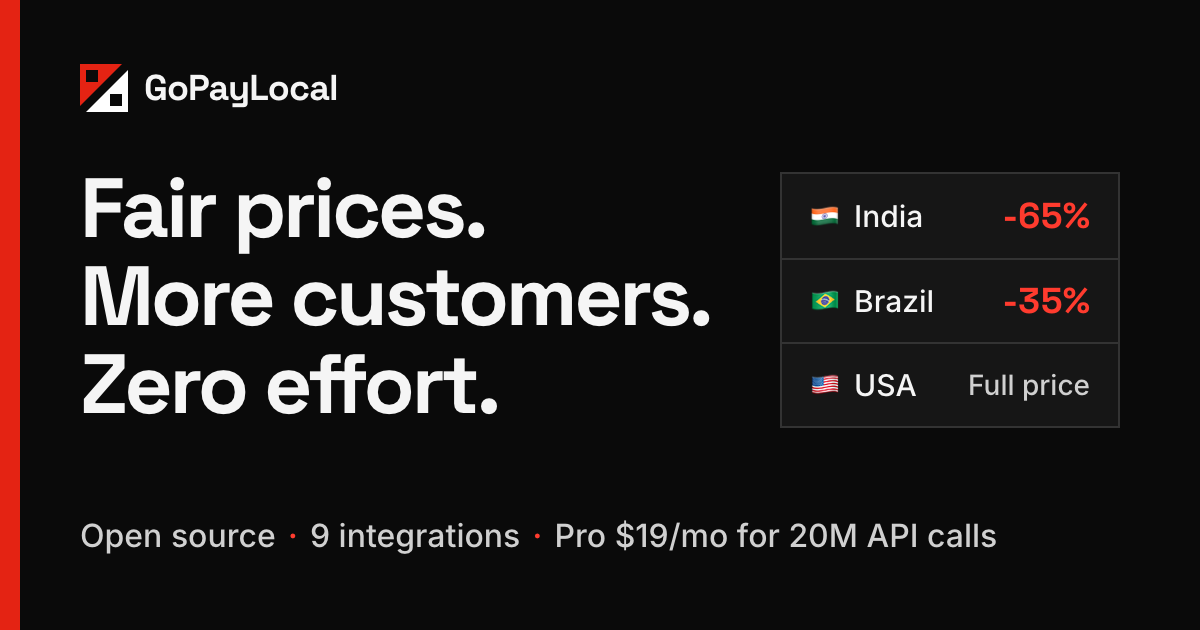 GoPayLocal
Fair prices.
More customers.
Zero effort.
India -65%
Brazil -35%
USA Full price
Open source · 9 integrations · Pro $19/mo for 20M API calls